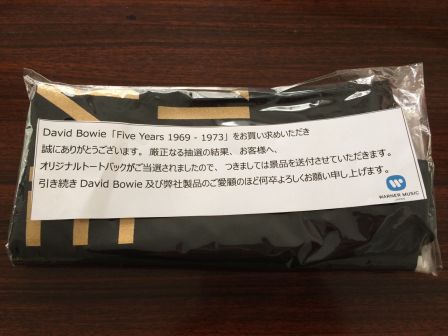 David Bowie「Five Years 1969 - 1973」をお買い求めいただき
誠にありがとうございます。厳正なる抽選の結果、お客様へ、
オリジナルトートバックがご当選されましたので、つきましては景品を送付させていただきます。
引き続き David Bowie 及び弊社製品のご愛顧のほど何卒よろしくお願い申し上げます。
WARNER MUSIC
JAPAN